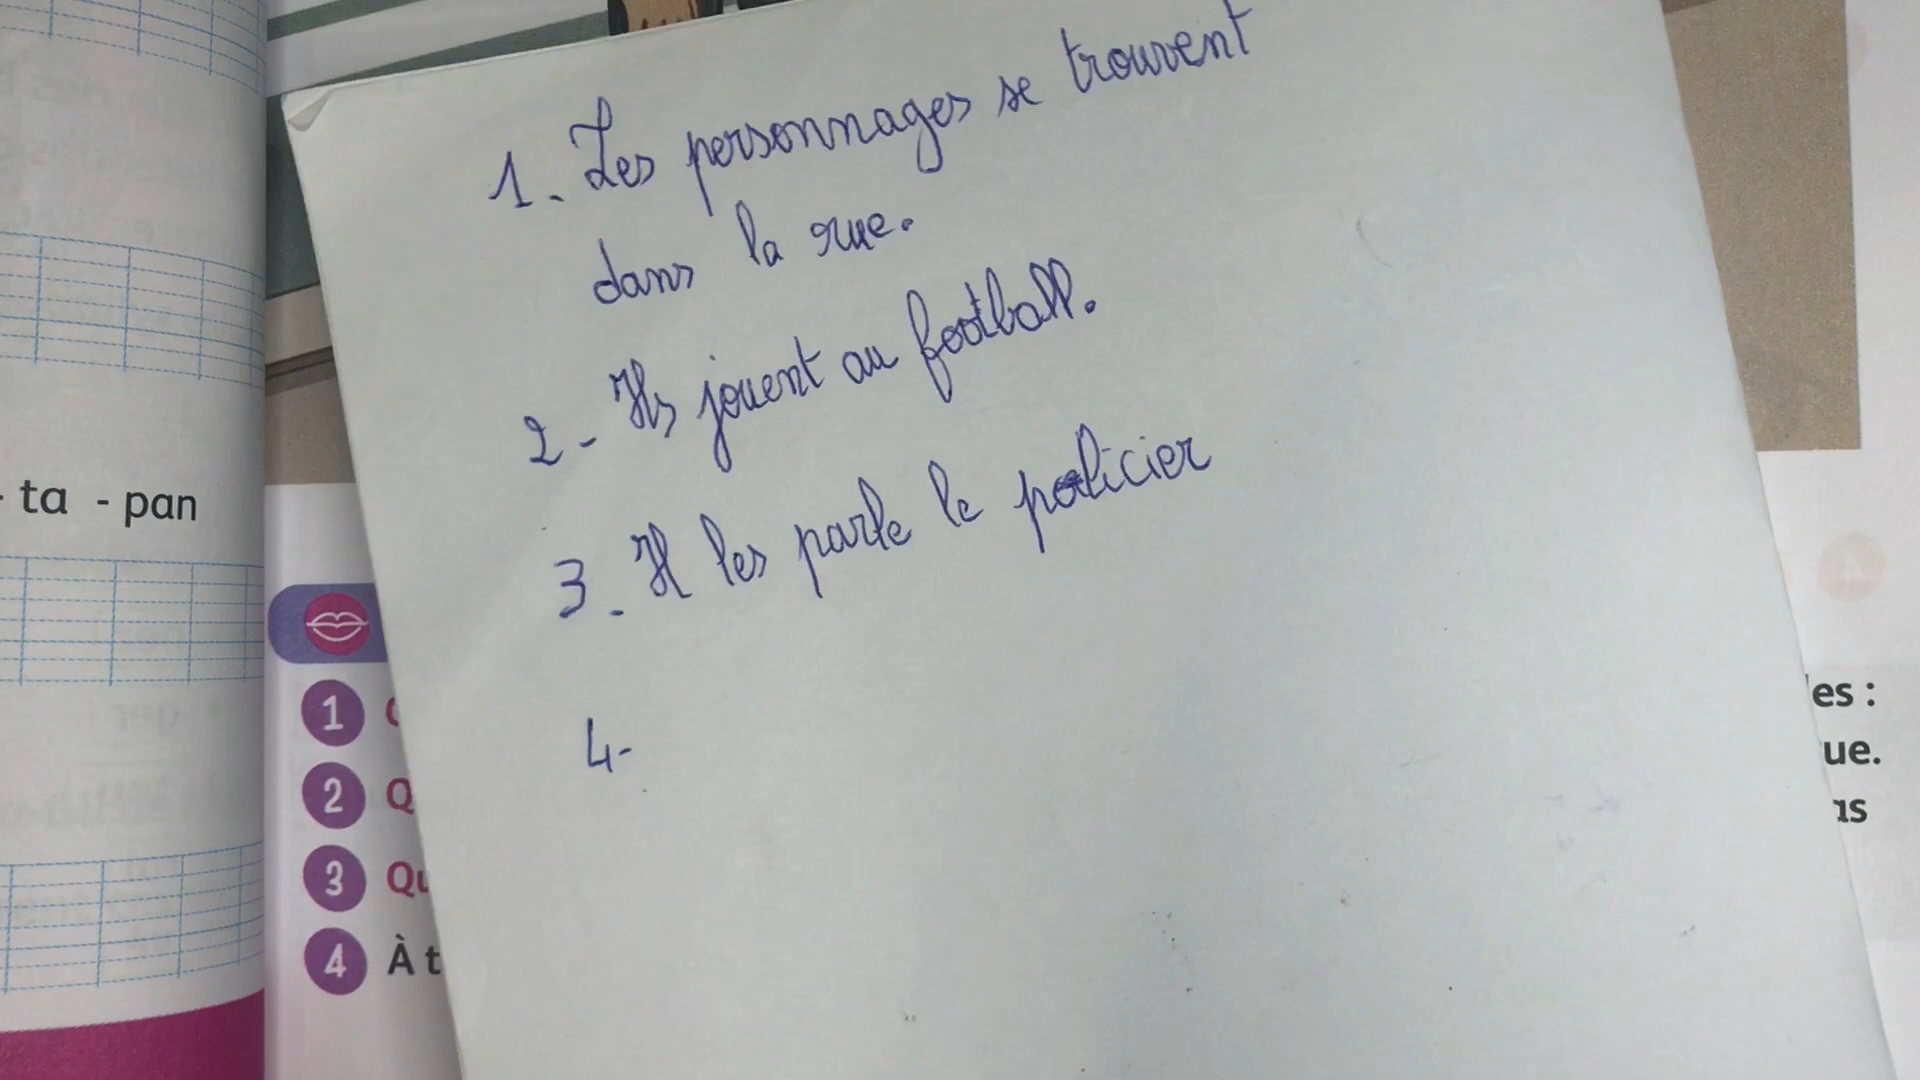 1. Les personnages se trouvent
dans la rue.
2 - Ils jouent au football.
3 - Il les parle le policier
4-
- ta - pan
1
2 Q
3 Qu
4 À t
es :
ue.
as